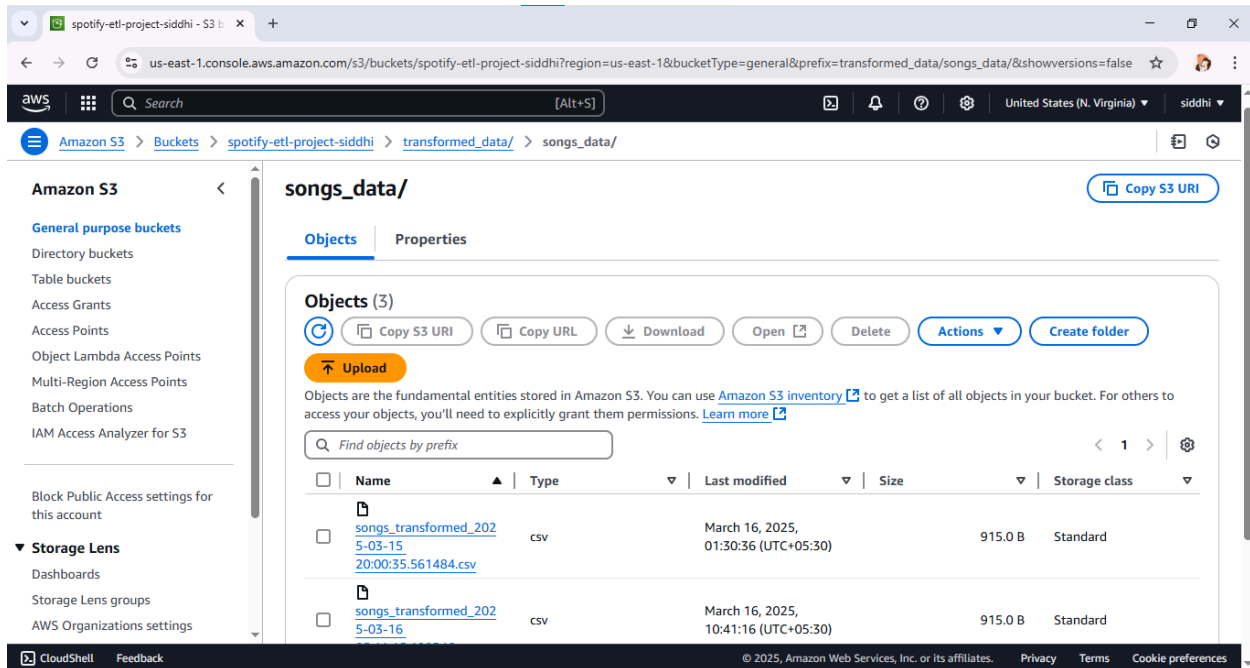 spotify-etl-project-siddhi - S3 b
us-east-1.console.aws.amazon.com/s3/buckets/spotify-etl-project-siddhi?region=us-east-1&bucketType=general&prefix=transformed_data/songs_data/&showversions=false
aws
Search [Alt+S]
United States (N. Virginia)
siddhi
Amazon S3 > Buckets > spotify-etl-project-siddhi > transformed_data/ > songs_data/
Amazon S3
General purpose buckets
Directory buckets
Table buckets
Access Grants
Access Points
Object Lambda Access Points
Multi-Region Access Points
Batch Operations
IAM Access Analyzer for S3
Block Public Access settings for
this account
Storage Lens
Dashboards
Storage Lens groups
AWS Organizations settings
songs_data/
Copy S3 URI
Objects
Properties
Objects (3)
Copy S3 URI
Copy URL
Download
Open
Delete
Actions
Create folder
Upload
Objects are the fundamental entities stored in Amazon S3. You can use Amazon S3 inventory to get a list of all objects in your bucket. For others to
access your objects, you'll need to explicitly grant them permissions. Learn more
Find objects by prefix
1
Name
Type
Last modified
Size
Storage class
songs_transformed_202
5-03-15
20:00:35.561484.csv
csv
March 16, 2025,
01:30:36 (UTC+05:30)
915.0 B
Standard
songs_transformed_202
5-03-16
csv
March 16, 2025,
10:41:16 (UTC+05:30)
915.0 B
Standard
CloudShell
Feedback
© 2025, Amazon Web Services, Inc. or its affiliates.
Privacy
Terms
Cookie preferences